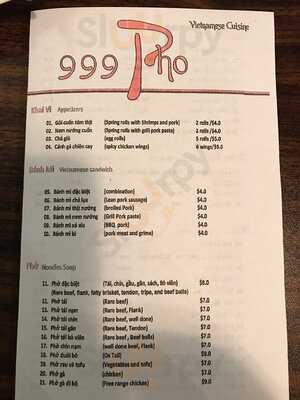 Vietnamese Cuisine
999 Pho
Khai Vi Appetizers
01. Gỏi cuốn tôm thịt (Spring rolls with Shrimps and pork) 2 rolls /$4.0
02. Nem nướng cuốn (Spring rolls with grill pork paste) 2 rolls /$4.0
03. Chả giò (egg rolls) 5 rolls /$5.0
04. Cánh gà chiên cay (spicy chicken wings) 6 wings/$5.0
Bánh Mì Vietnamese Sandwich
05. Bánh mì đặc biệt (combination) $4.0
06. Bánh mì chả lụa (Lean pork sausage) $4.0
07. Bánh mì thịt nướng (broiled Pork) $4.0
08. Bánh mì nem nướng (Grill Pork paste) $4.0
09. Bánh mì xá xíu (BBQ, pork) $4.0
10. Bánh mì bì (pork meat and grime) $4.0
Phở Noodles Soup
11. Phở đặc biệt (Tái, chín, gầu, gân, sách, Bò viên) $8.0
(Rare beef, flank, fatty brisket, tendon, tripe, and beef balls)
12. Phở tái (Rare beef) $7.0
13. Phở tái nạm (Rare beef, Flank) $7.0
14. Phở tái chín (Rare beef, well done) $7.0
15. Phở tái gân (Rare beef, Tendon) $7.0
16. Phở tái bò viên (Rare beef, Beef balls) $7.0
17. Phở chín nạm (well done beef, Flank) $7.0
18. Phở đuôi bò (Ox Tail) $8.0
19. Phở rau và tofu (Vegetables and tofu) $7.0
20. Phở gà (chicken) $7.0
21. Phở gà đi bộ (Free range chicken) $9.0